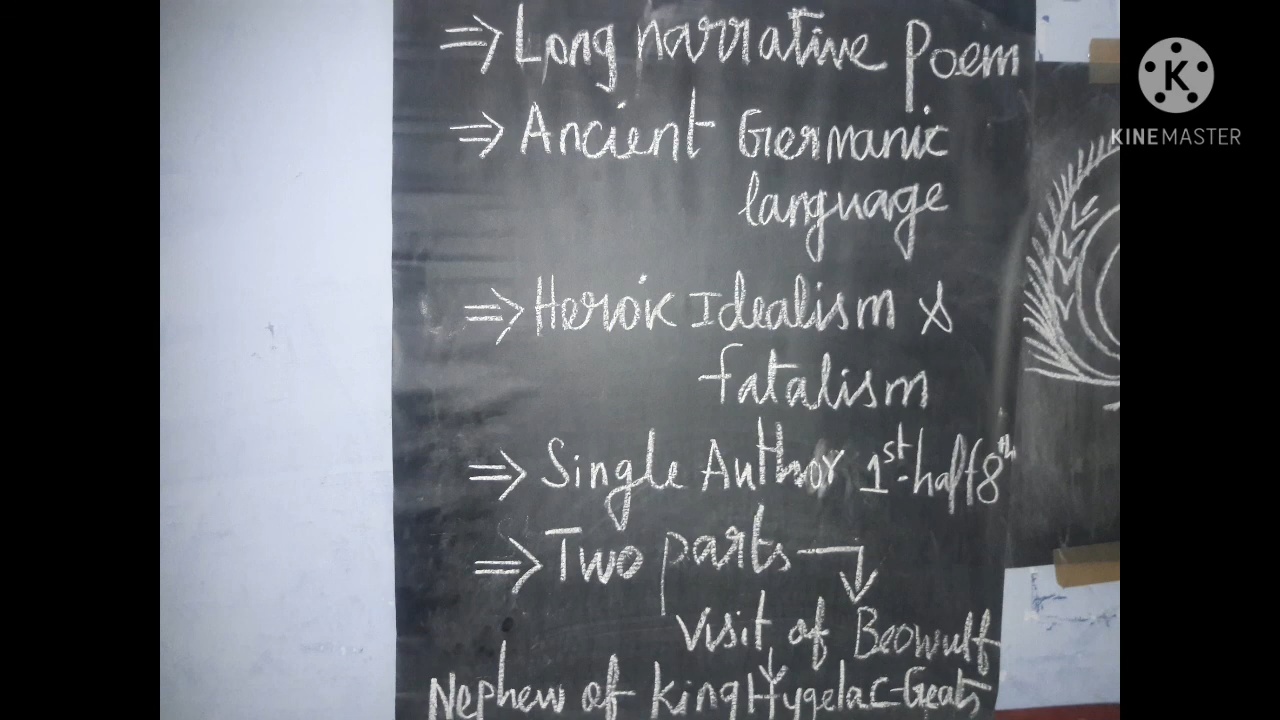 ⇒ Long narrative Poem
⇒ Ancient Germanic
language
⇒ Heroic Idealism &
fatalism
⇒ Single Author 1st-half 8th
⇒ Two parts
visit of Beowulf
Nephew of King Hygelac-Geats
K
KINEMASTER